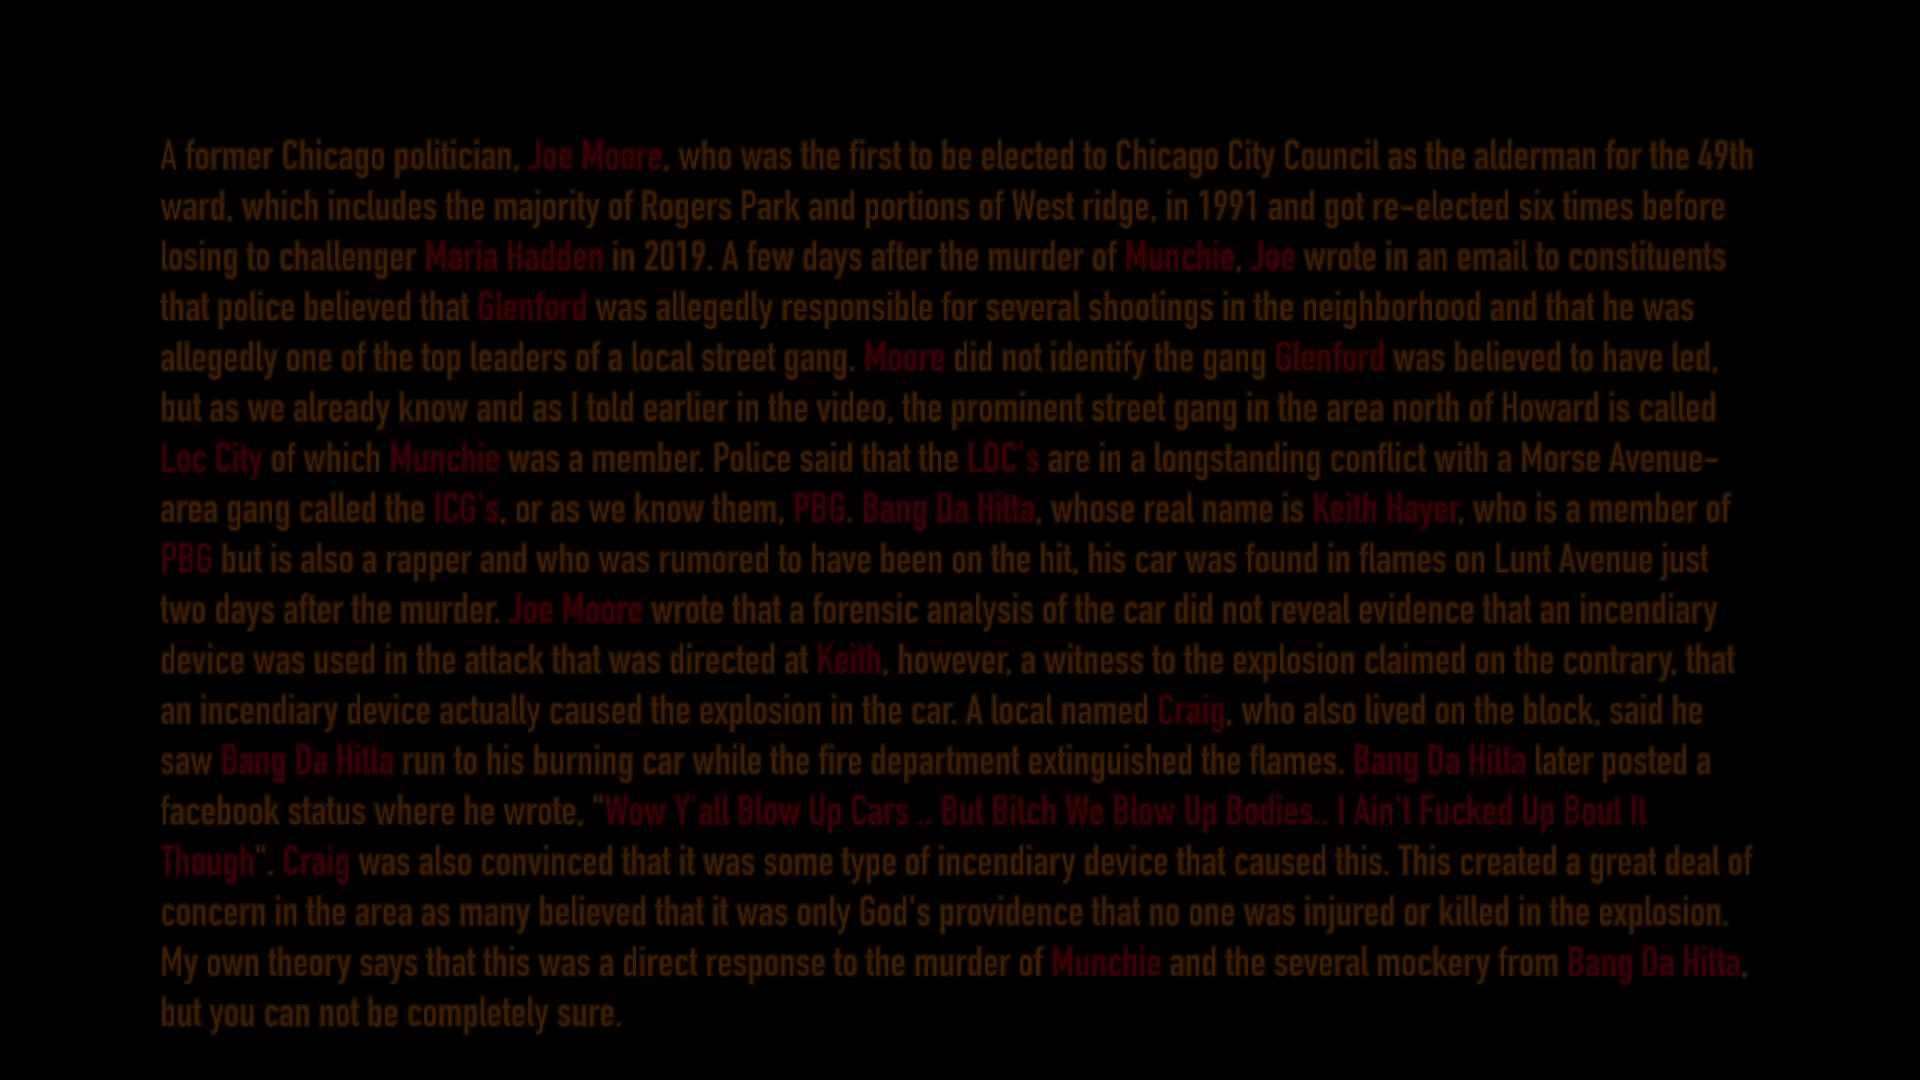 A former Chicago politician, Joe Moore, who was the first to be elected to Chicago City Council as the alderman for the 49th
ward, which includes the majority of Rogers Park and portions of West ridge, in 1991 and got re-elected six times before
losing to challenger Maria Hadden in 2019. A few days after the murder of Munchie, Joe wrote in an email to constituents
that police believed that Glenford was allegedly responsible for several shootings in the neighborhood and that he was
allegedly one of the top leaders of a local street gang. Moore did not identify the gang Glenford was believed to have led,
but as we already know and as I told earlier in the video, the prominent street gang in the area north of Howard is called
Loc City of which Munchie was a member. Police said that the LOC's are in a longstanding conflict with a Morse Avenue-
area gang called the ICG's, or as we know them, PBG. Bang Da Hitta, whose real name is Keith Hayer, who is a member of
PBG but is also a rapper and who was rumored to have been on the hit, his car was found in flames on Lunt Avenue just
two days after the murder. Joe Moore wrote that a forensic analysis of the car did not reveal evidence that an incendiary
device was used in the attack that was directed at Keith, however, a witness to the explosion claimed on the contrary, that
an incendiary device actually caused the explosion in the car. A local named Craig, who also lived on the block, said he
saw Bang Da Hitta run to his burning car while the fire department extinguished the flames. Bang Da Hitta later posted a
facebook status where he wrote, "Wow Y'all Blow Up Cars .. But Bitch We Blow Up Bodies.. I Ain't Fucked Up Bout It
Though". Craig was also convinced that it was some type of incendiary device that caused this. This created a great deal of
concern in the area as many believed that it was only God's providence that no one was injured or killed in the explosion.
My own theory says that this was a direct response to the murder of Munchie and the several mockery from Bang Da Hitta,
but you can not be completely sure.